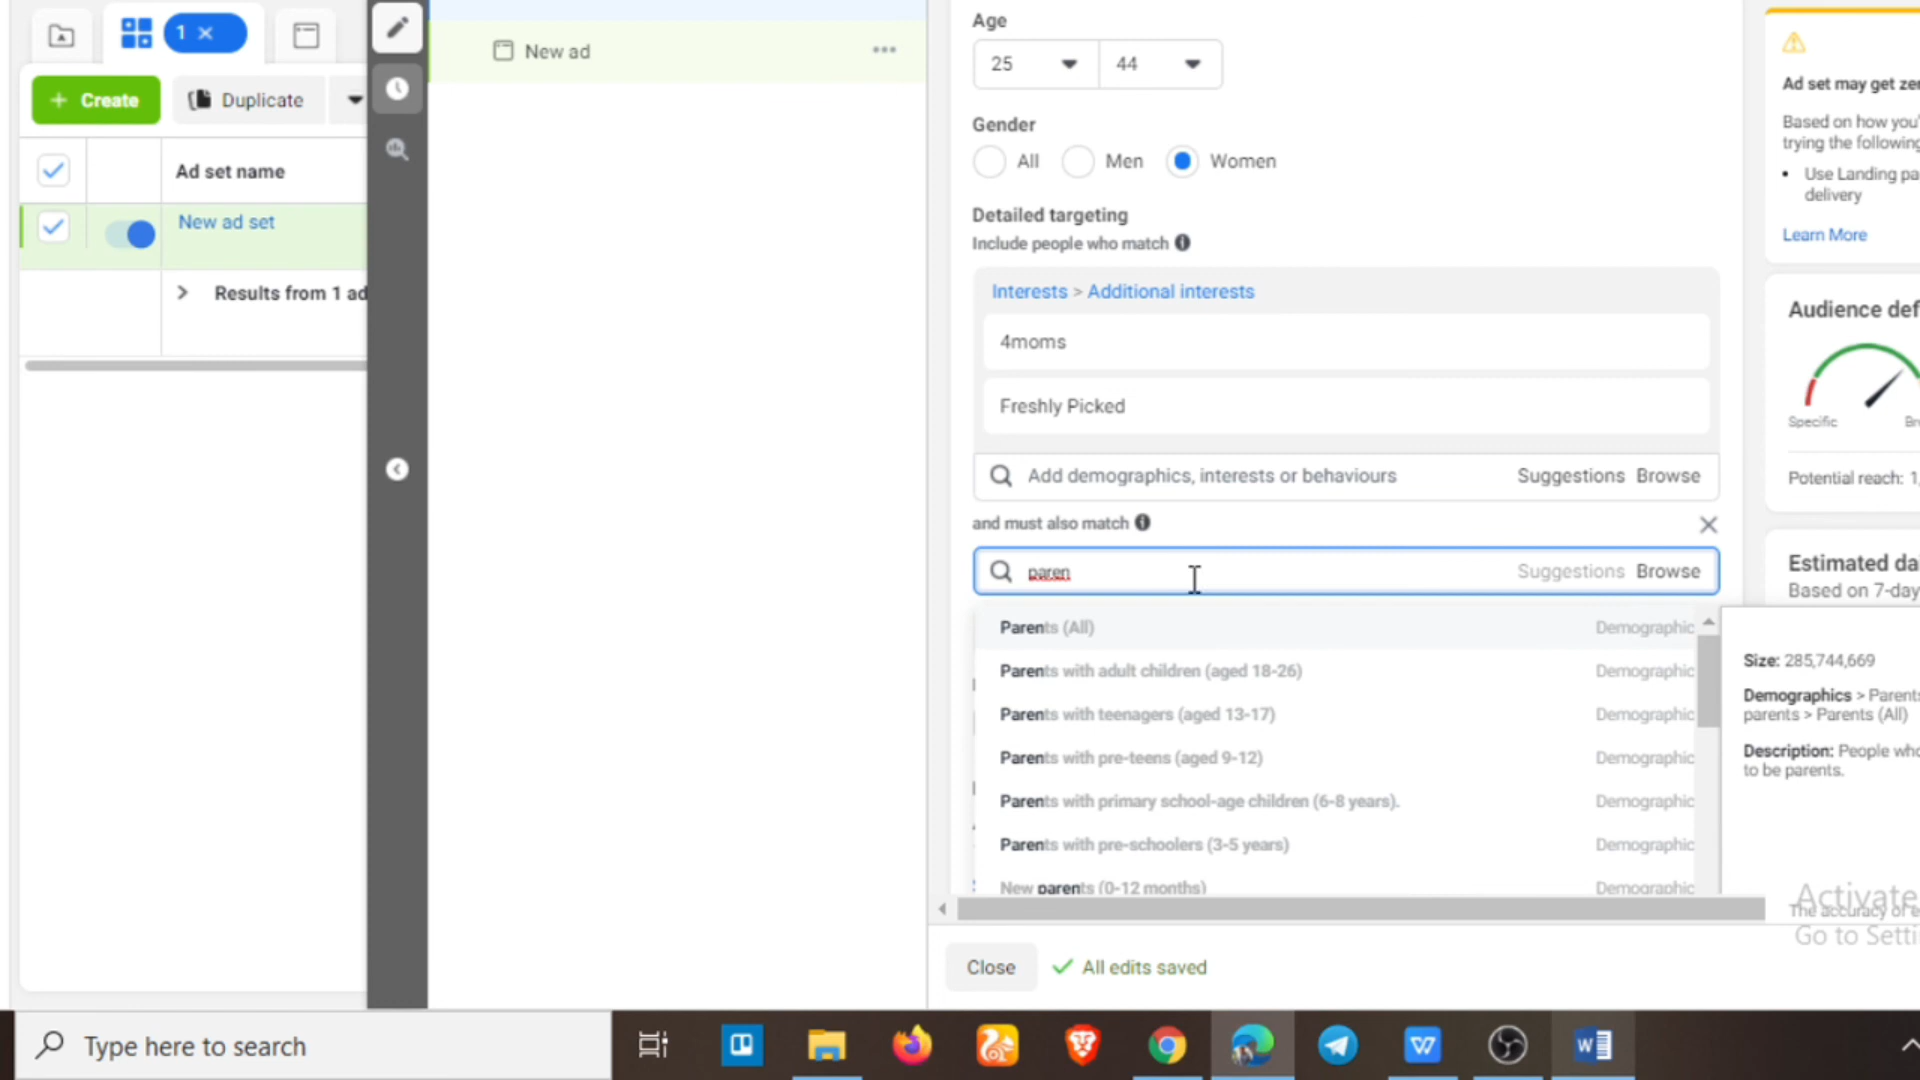 1 ×
+ Create
Duplicate
Ad set name
New ad set
Results from 1 ad
New ad
Age
25
44
Gender
All
Men
Women
Detailed targeting
Include people who match
Interests > Additional interests
4moms
Freshly Picked
Add demographics, interests or behaviours
Suggestions Browse
and must also match
paren
Suggestions Browse
Parents (All)
Demographic
Parents with adult children (aged 18-26)
Demographic
Parents with teenagers (aged 13-17)
Demographic
Parents with pre-teens (aged 9-12)
Demographic
Parents with primary school-age children (6-8 years).
Demographic
Parents with pre-schoolers (3-5 years)
Demographic
New parents (0-12 months)
Demographic
Close
All edits saved
Ad set may get zer
Based on how you'
trying the following
• Use Landing pa
delivery
Learn More
Audience def
Specific
Br
Potential reach: 1,
Estimated da
Based on 7-day
Size: 285,744,669
Demographics > Parents
parents > Parents (All)
Description: People who
to be parents.
Activate
The accuracy of e
Go to Setti
Type here to search